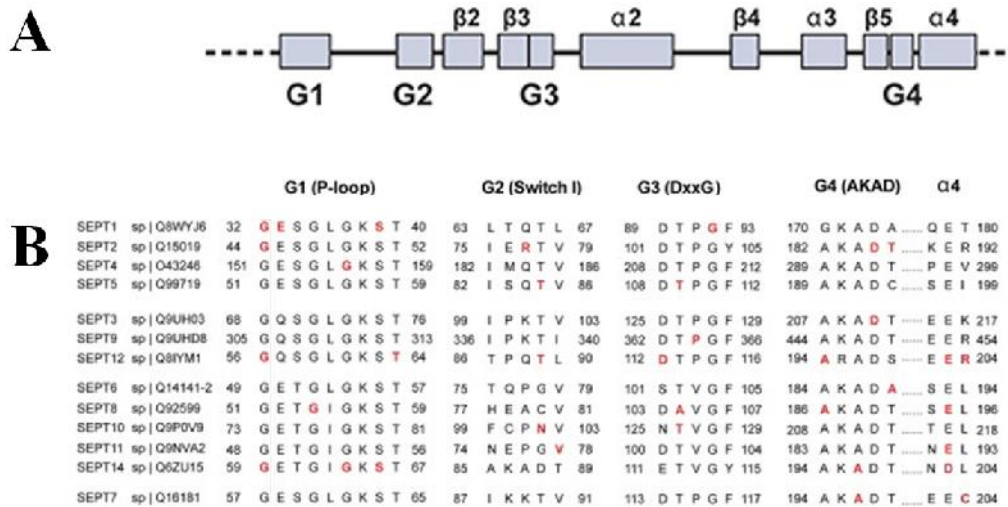 A
β2 β3 α2 β4 α3 β5 α4
G1 G2 G3 G4
G1 (P-loop) G2 (Switch I) G3 (DxxG) G4 (AKAD) α4
B
SEPT1 sp | Q8WYJ6 32 G E S G L G K S T 40 63 L T Q T L 67 89 D T P G F 93 170 G K A D A ...... Q E T 180
SEPT2 sp | Q15019 44 G E S G L G K S T 52 75 I E R T V 79 101 D T P G Y 105 182 A K A D T ...... K E R 192
SEPT4 sp | O43246 151 G E S G L G K S T 159 182 I M Q T V 186 208 D T P G F 212 289 A K A D T ...... P E V 299
SEPT5 sp | Q99719 51 G E S G L G K S T 59 82 I S Q T V 86 108 D T P G F 112 189 A K A D C ...... S E I 199
SEPT3 sp | Q9UH03 68 G Q S G L G K S T 76 99 I P K T V 103 125 D T P G F 129 207 A K A D T ...... E E K 217
SEPT9 sp | Q9UHD8 305 G Q S G L G K S T 313 336 I P K T I 340 362 D T P G F 366 444 A K A D T ...... E E R 454
SEPT12 sp | Q8IYM1 56 G Q S G L G K S T 64 86 T P Q T L 90 112 D T P G F 116 194 A R A D S ...... E E R 204
SEPT6 sp | Q14141-2 49 G E T G L G K S T 57 75 T Q P G V 79 101 S T V G F 105 184 A K A D A ...... S E L 194
SEPT8 sp | Q92599 51 G E T G I G K S T 59 77 H E A C V 81 103 D A V G F 107 186 A K A D T ...... S E L 196
SEPT10 sp | Q9P0V9 73 G E T G I G K S T 81 99 F C P N V 103 125 N T V G F 129 208 A K A D T ...... T E L 218
SEPT11 sp | Q9NVA2 48 G E T G I G K S T 56 74 N E P G V 78 100 D T V G F 104 183 A K A D T ...... N E L 193
SEPT14 sp | Q6ZU15 59 G E T G I G K S T 67 85 A K A D T 89 111 E T V G Y 115 194 A K A D T ...... N D L 204
SEPT7 sp | Q16181 57 G E S G L G K S T 65 87 I K K T V 91 113 D T P G F 117 194 A K A D T ...... E E C 204